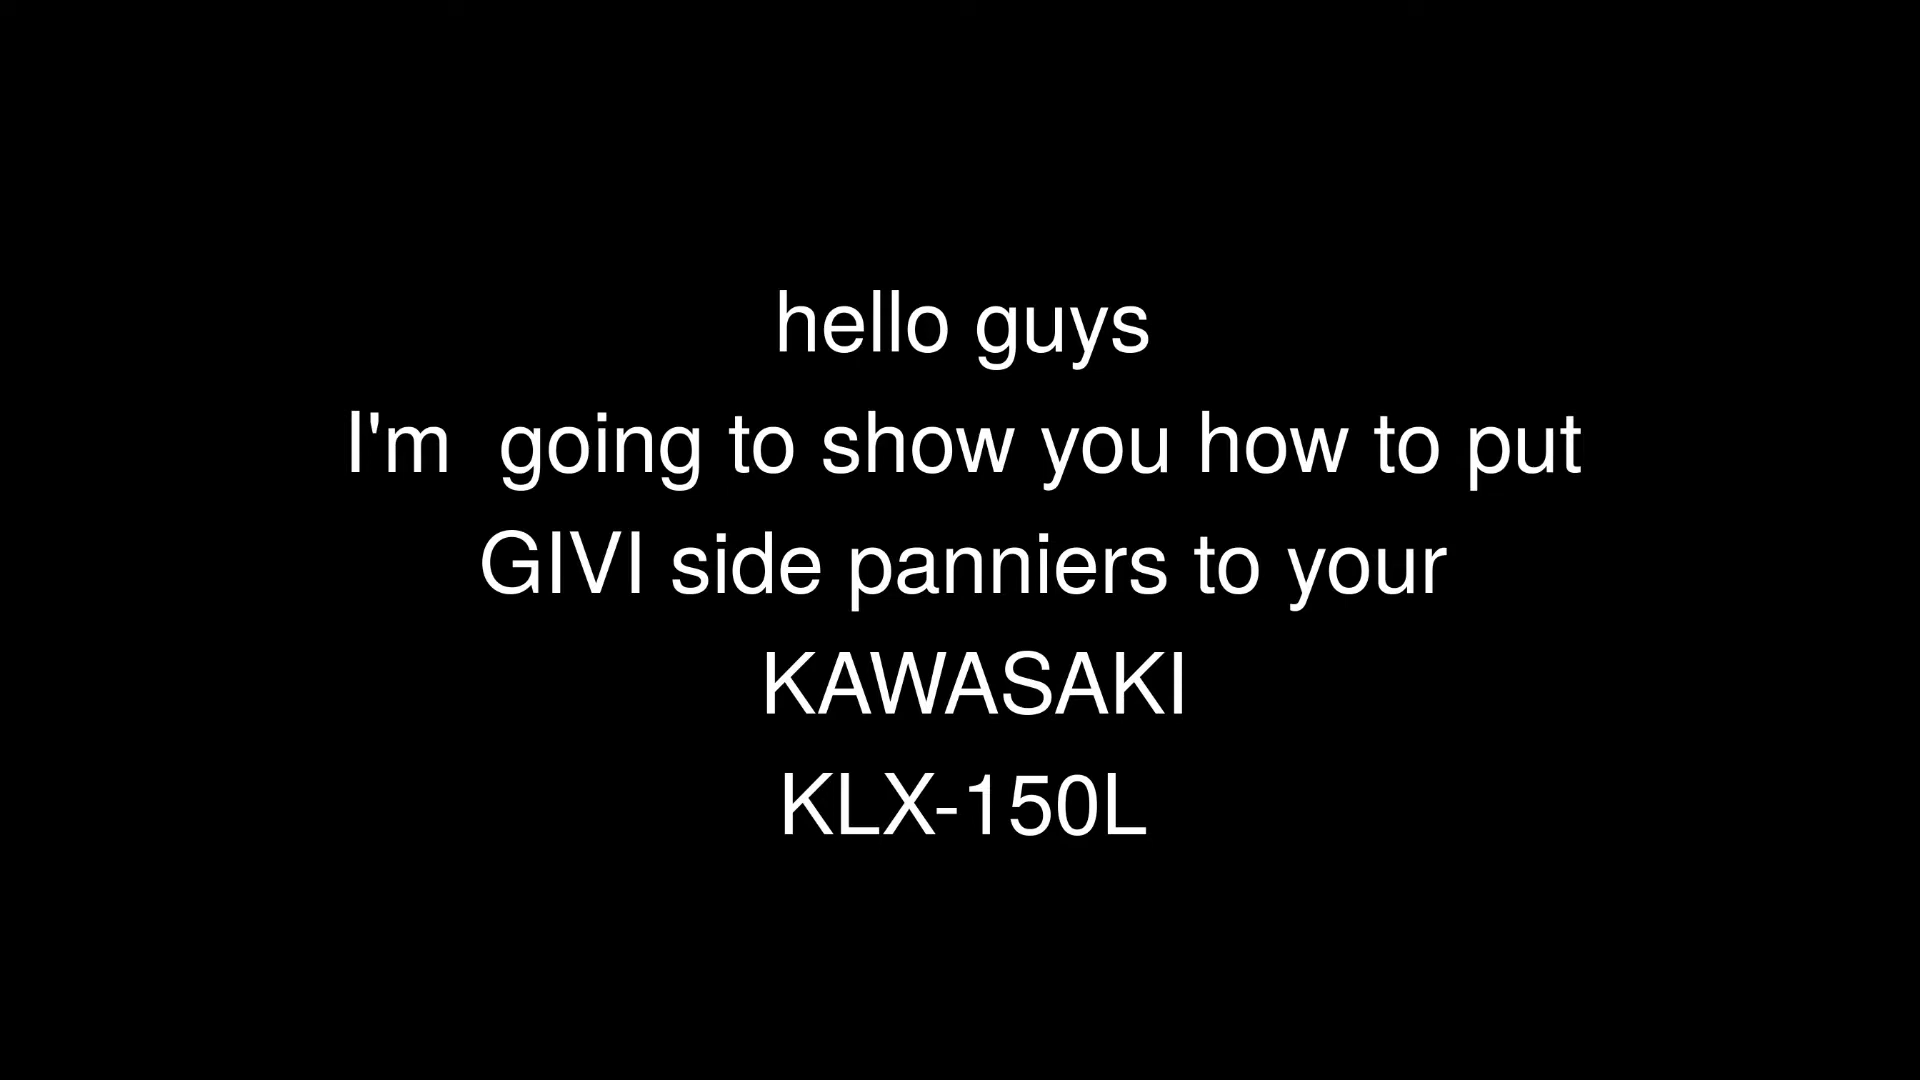 hello guys
I'm  going to show you how to put
GIVI side panniers to your
KAWASAKI
KLX-150L